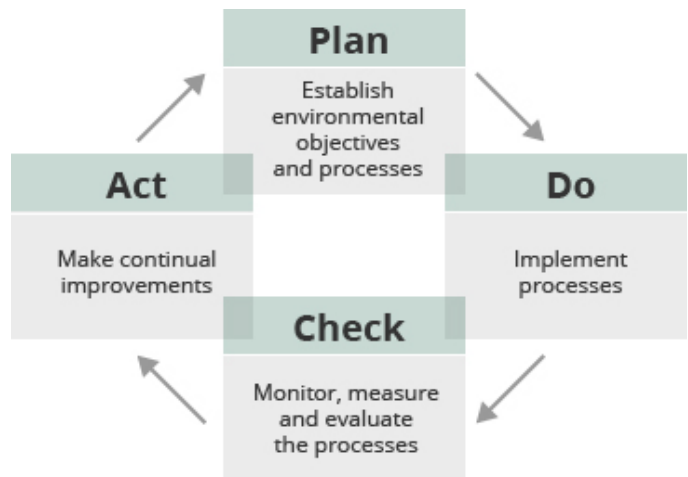 Plan
Establish
environmental
objectives
and processes
Do
Implement
processes
Check
Monitor, measure
and evaluate
the processes
Act
Make continual
improvements